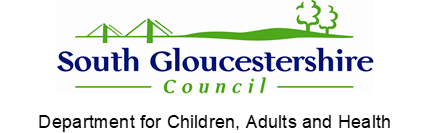 South Gloucestershire
Council
Department for Children, Adults and Health